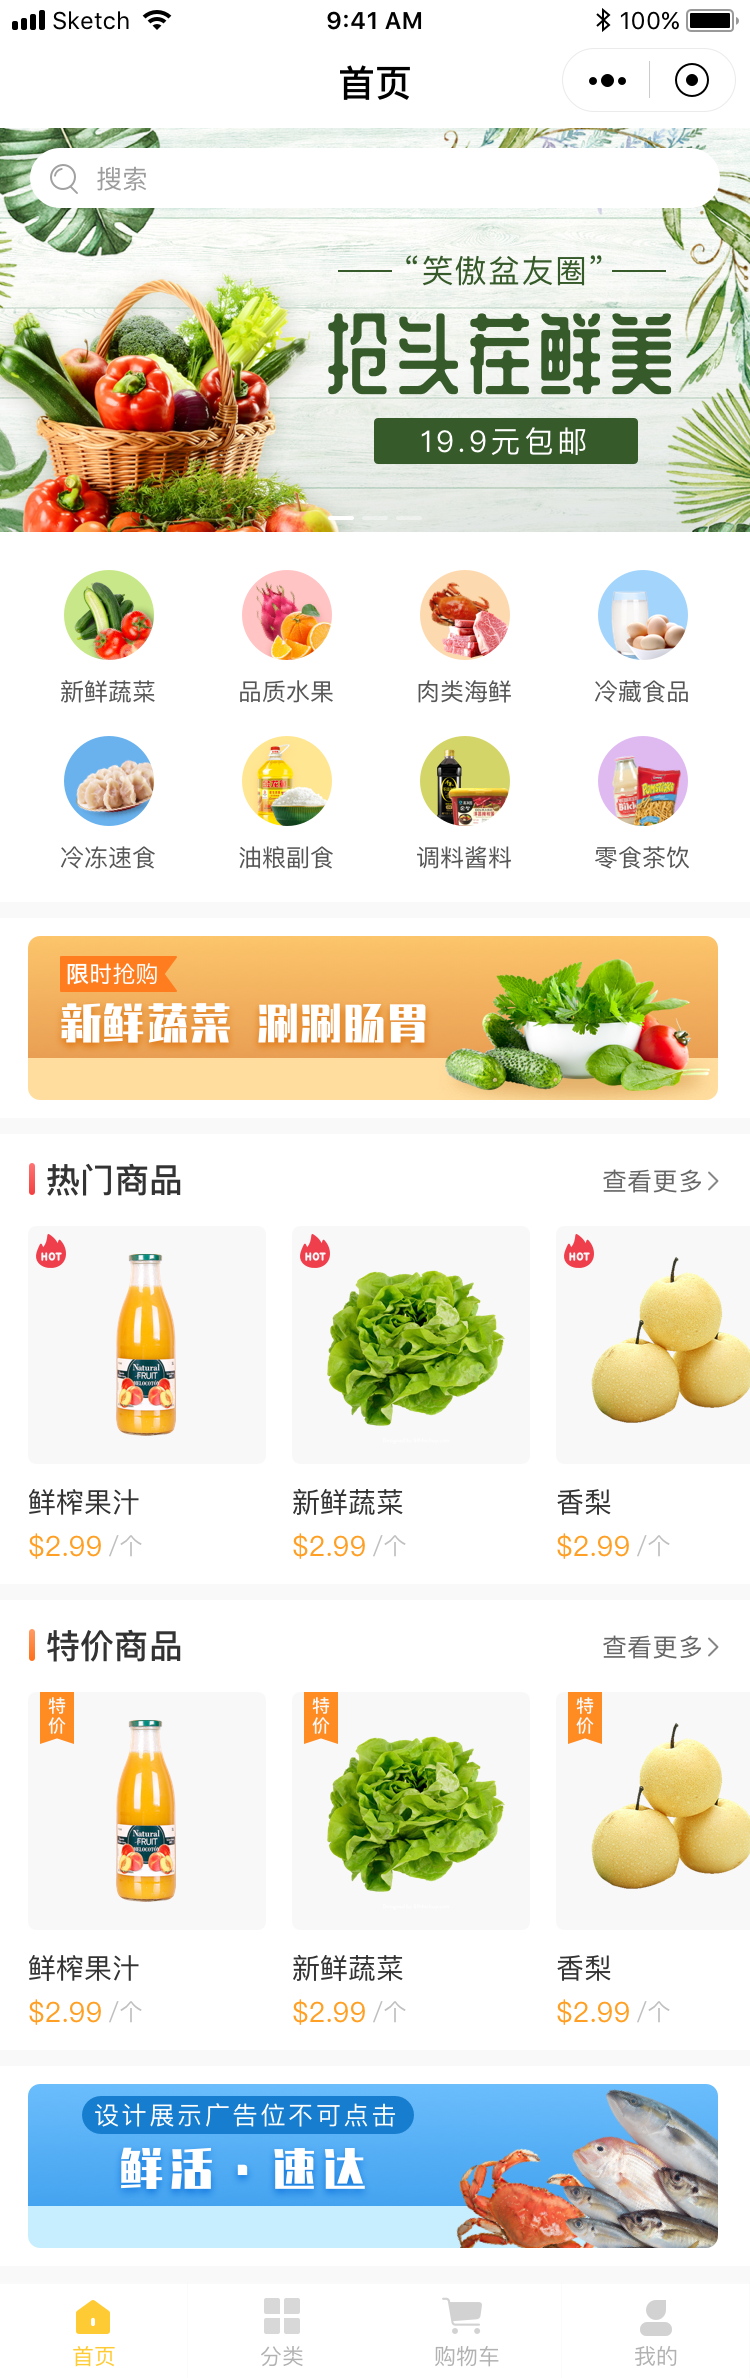 Sketch 9:41 AM 100%
首页
搜索
“笑傲盆友圈”
抢头茬鲜美
19.9元包邮
新鲜蔬菜 品质水果 肉类海鲜 冷藏食品
冷冻速食 油粮副食 调料酱料 零食茶饮
限时抢购
新鲜蔬菜 涮涮肠胃
热门商品 查看更多
HOT HOT HOT
Natural
FRUIT
MELOCOTON
鲜榨果汁 新鲜蔬菜 香梨
$2.99 /个 $2.99 /个 $2.99 /个
特价商品 查看更多
特价 特价 特价
Natural
FRUIT
MELOCOTON
鲜榨果汁 新鲜蔬菜 香梨
$2.99 /个 $2.99 /个 $2.99 /个
设计展示广告位不可点击
鲜活·速达
首页 分类 购物车 我的